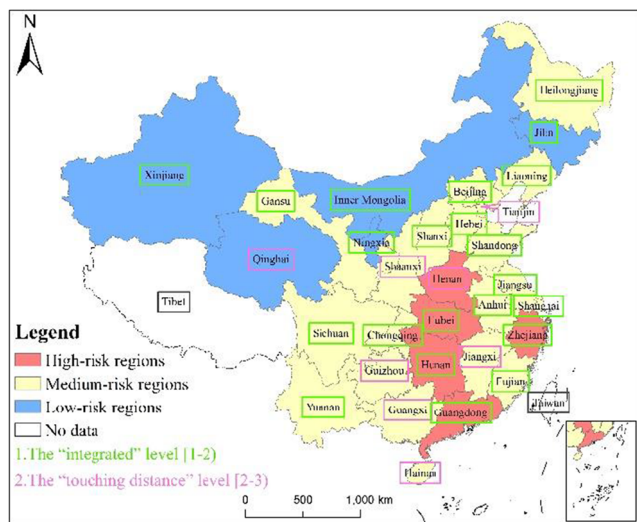 N
Heilongjiang
Jilin
Xinjiang
Liaoning
Beijing
Gansu
Inner Mongolia
Tianjin
Hebei
Shanxi
Ningxia
Shandong
Qinghai
Shaanxi
Henan
Jiangsu
Tibet
Anhui
Shanghai
Hubei
Legend
Sichuan
Chongqing
Zhejiang
High-risk regions
Hunan
Jiangxi
Guizhou
Medium-risk regions
Fujian
Low-risk regions
Yunnan
Guangxi
Guangdong
Taiwan
No data
1.The “integrated” level [1-2)
2.The “touching distance” level [2-3)
Hainan
0 500 1,000 km